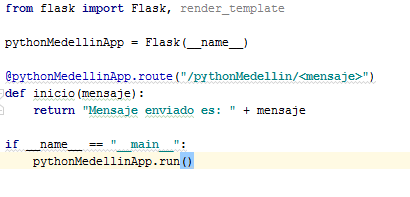 from flask import Flask, render_template
pythonMedellinApp = Flask(__name__)
@pythonMedellinApp.route("/pythonMedellin/<mensaje>")
def inicio(mensaje):
return "Mensaje enviado es: " + mensaje
if __name__ == "__main__":
pythonMedellinApp.run()